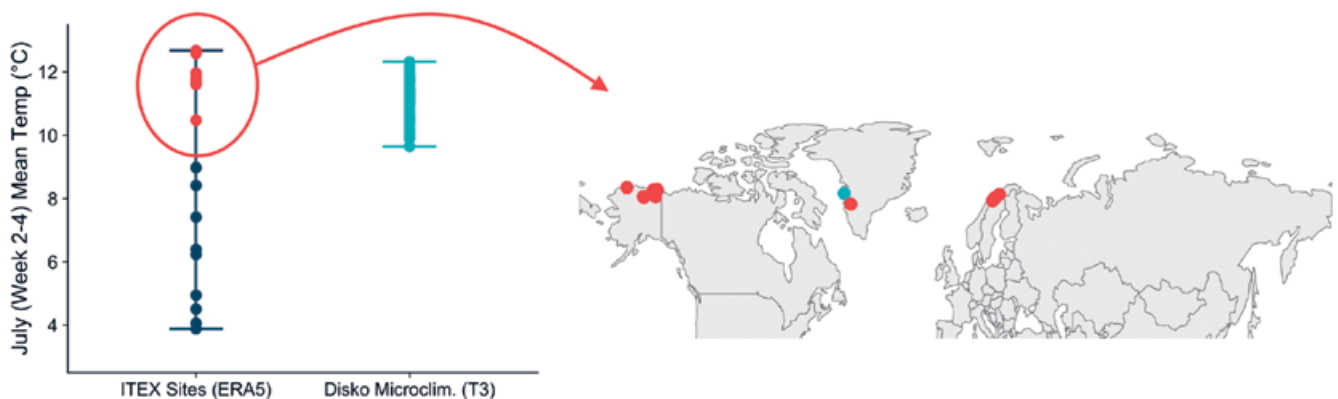 July (Week 2-4) Mean Temp (°C)
12
10
8
6
4
ITEX Sites (ERA5)
Disko Microclim. (T3)